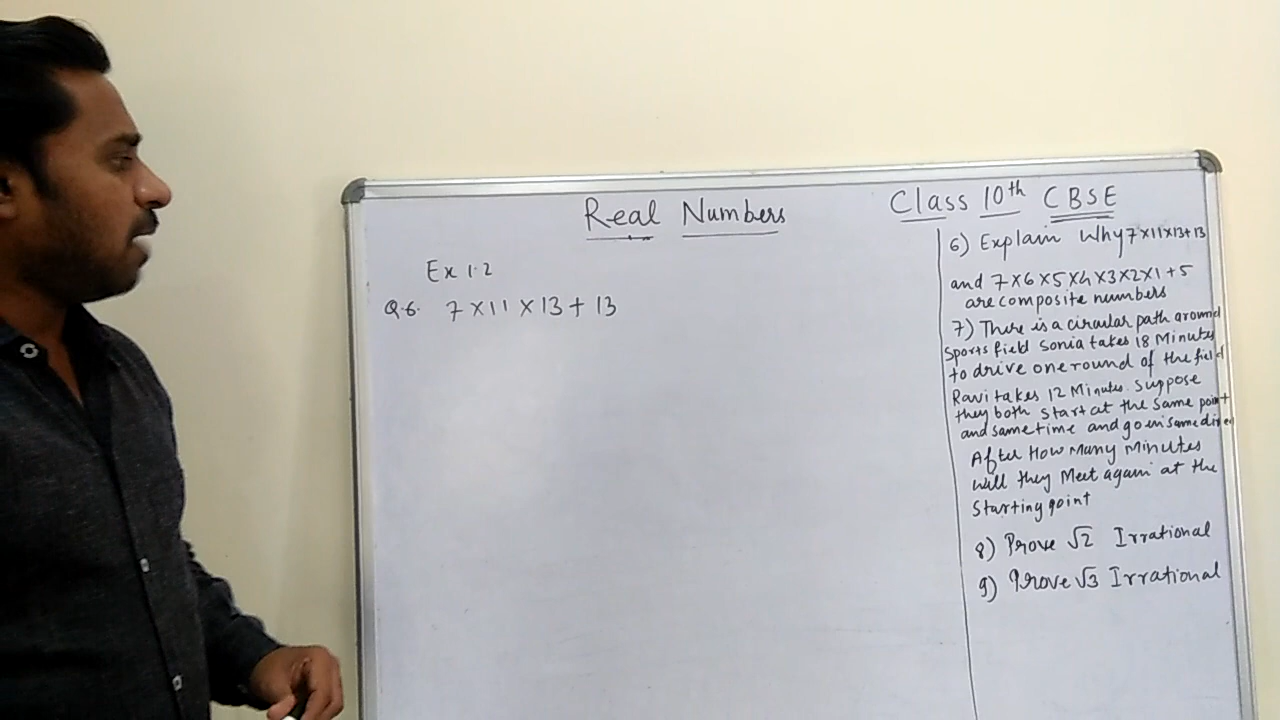 Real Numbers
Class 10th CBSE
Ex 1.2
Q.6. 7 × 11 × 13 + 13
6) Explain Why 7×11×13+13
and 7×6×5×4×3×2×1+5
are composite numbers
7) There is a circular path around
Sports field Sonia takes 18 Minutes
to drive one round of the field
Ravi takes 12 Minutes. Suppose
they both start at the same point
and same time and go in same direc
After How Many Minutes
will they Meet again at the
Starting point
8) Prove √2 Irrational
9) Prove √3 Irrational